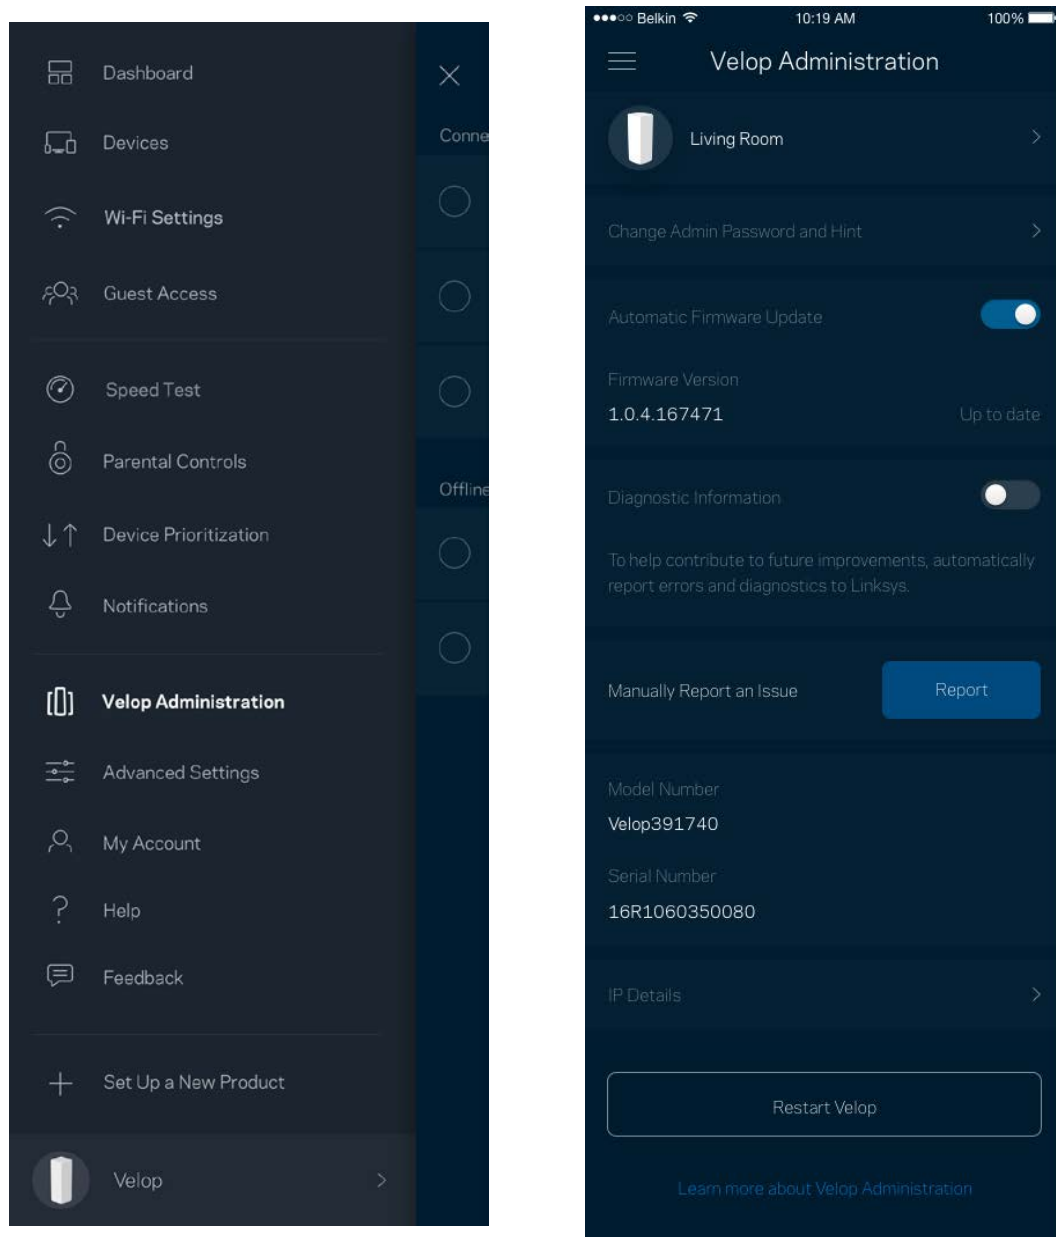 Dashboard
Devices
Wi-Fi Settings
Guest Access
Speed Test
Parental Controls
Device Prioritization
Notifications
Velop Administration
Advanced Settings
My Account
Help
Feedback
Set Up a New Product
Velop
Conne
Offline
Belkin 10:19 AM 100%
Velop Administration
Living Room
Change Admin Password and Hint
Automatic Firmware Update
Firmware Version
1.0.4.167471 Up to date
Diagnostic Information
To help contribute to future improvements, automatically
report errors and diagnostics to Linksys.
Manually Report an Issue Report
Model Number
Velop391740
Serial Number
16R1060350080
IP Details
Restart Velop
Learn more about Velop Administration